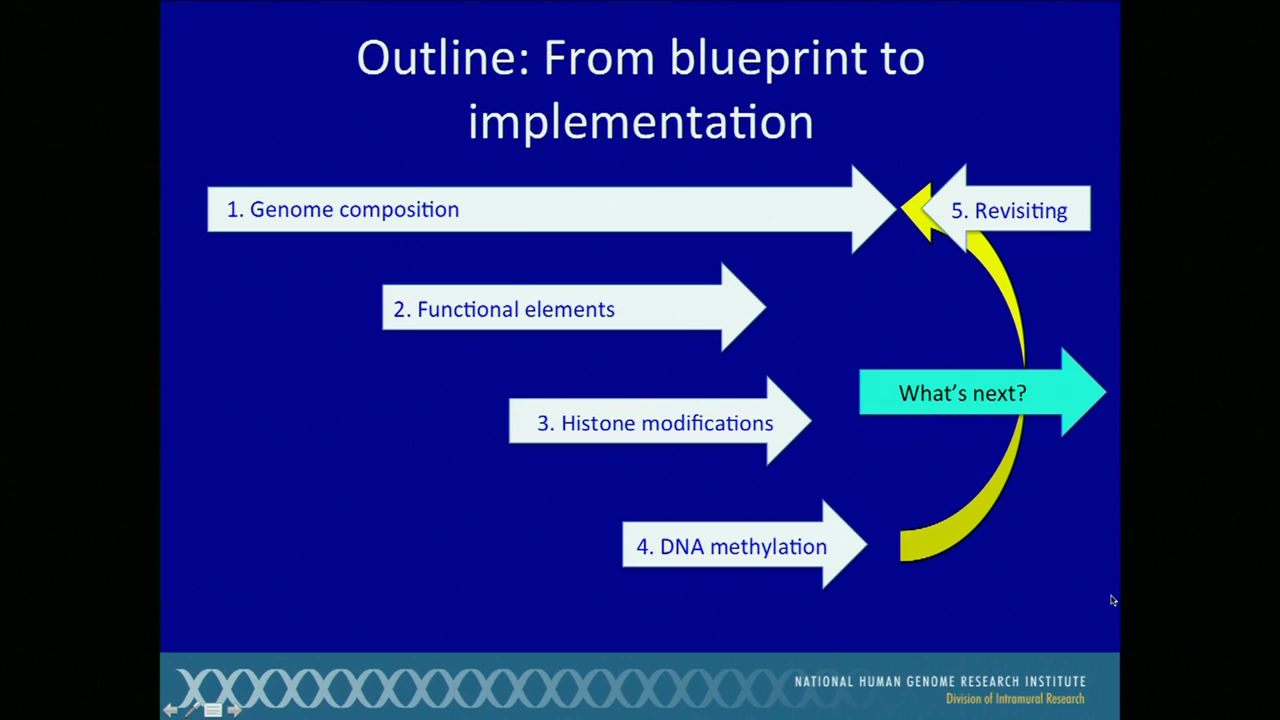 Outline: From blueprint to
implementation
1. Genome composition
5. Revisiting
2. Functional elements
What's next?
3. Histone modifications
4. DNA methylation
NATIONAL HUMAN GENOME RESEARCH INSTITUTE
Division of Intramural Research